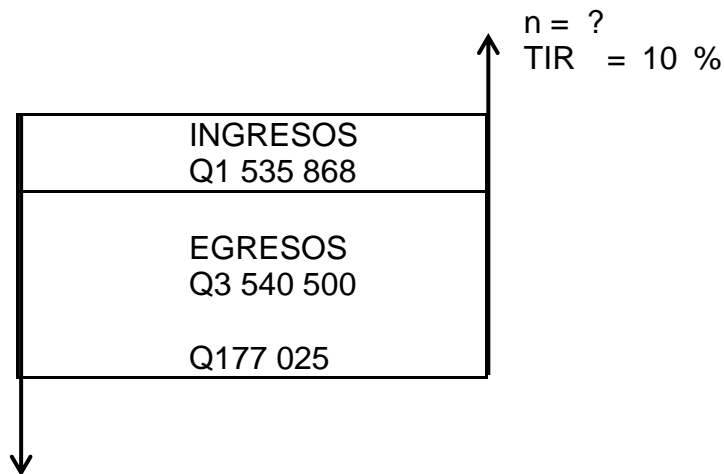 n = ?
TIR = 10 %
INGRESOS
Q1 535 868
EGRESOS
Q3 540 500
Q177 025